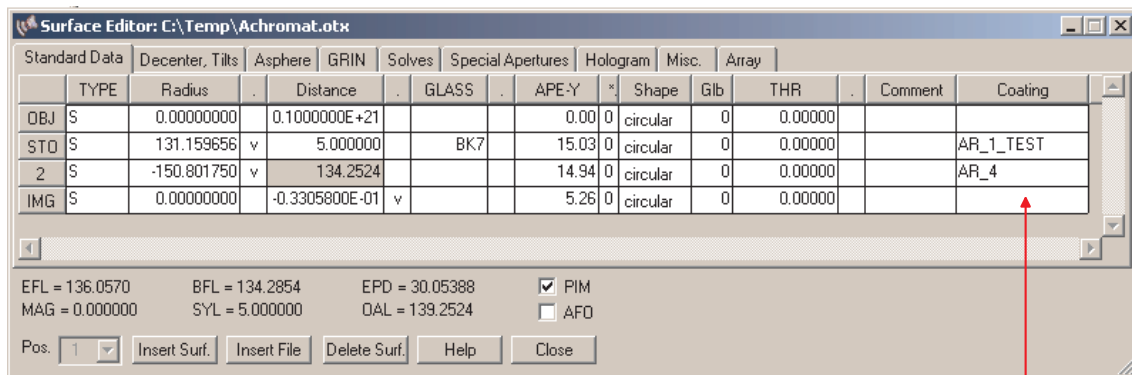 Surface Editor: C:\Temp\Achromat.otx
Standard Data Decenter, Tilts Asphere GRIN Solves Special Apertures Hologram Misc. Array
TYPE Radius . Distance . GLASS . APE-Y * Shape Glb THR . Comment Coating
OBJ S 0.00000000 0.1000000E+21 0.00 0 circular 0 0.00000
STO S 131.159656 v 5.000000 BK7 15.03 0 circular 0 0.00000 AR_1_TEST
2 S -150.801750 v 134.2524 14.94 0 circular 0 0.00000 AR_4
IMG S 0.00000000 -0.3305800E-01 v 5.26 0 circular 0 0.00000
EFL = 136.0570 BFL = 134.2854 EPD = 30.05388 PIM
MAG = 0.000000 SYL = 5.000000 OAL = 139.2524 AFO
Pos. 1 Insert Surf. Insert File Delete Surf. Help Close